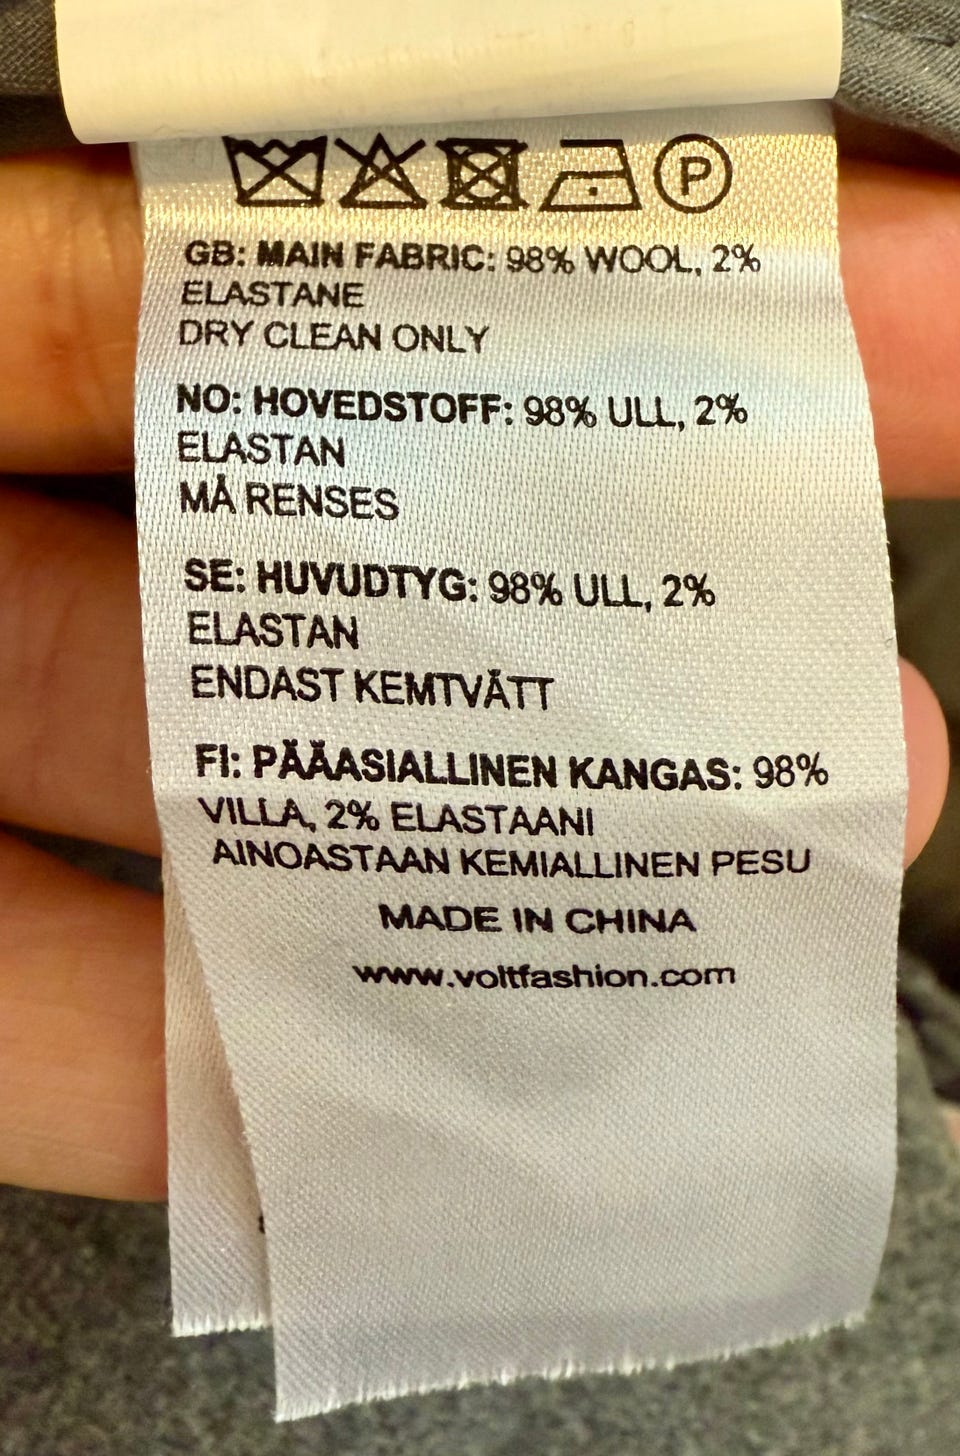 P
GB: MAIN FABRIC: 98% WOOL, 2%
ELASTANE
DRY CLEAN ONLY
NO: HOVEDSTOFF: 98% ULL, 2%
ELASTAN
MÅ RENSES
SE: HUVUDTYG: 98% ULL, 2%
ELASTAN
ENDAST KEMTVÄTT
FI: PÄÄASIALLINEN KANGAS: 98%
VILLA, 2% ELASTAANI
AINOASTAAN KEMIALLINEN PESU
MADE IN CHINA
www.voltfashion.com